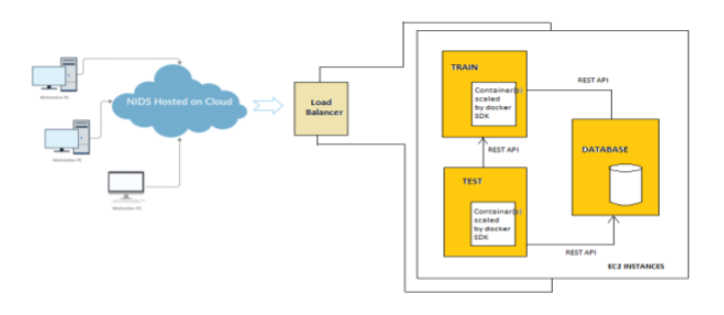 Workstation PC
NIDS Hosted on Cloud
Workstation PC
Workstation PC
Load
Balancer
TRAIN
Container(s)
scaled
by docker
SDK
REST API
REST API
DATABASE
TEST
Container(s)
scaled
by docker
SDK
REST API
EC2 INSTANCES